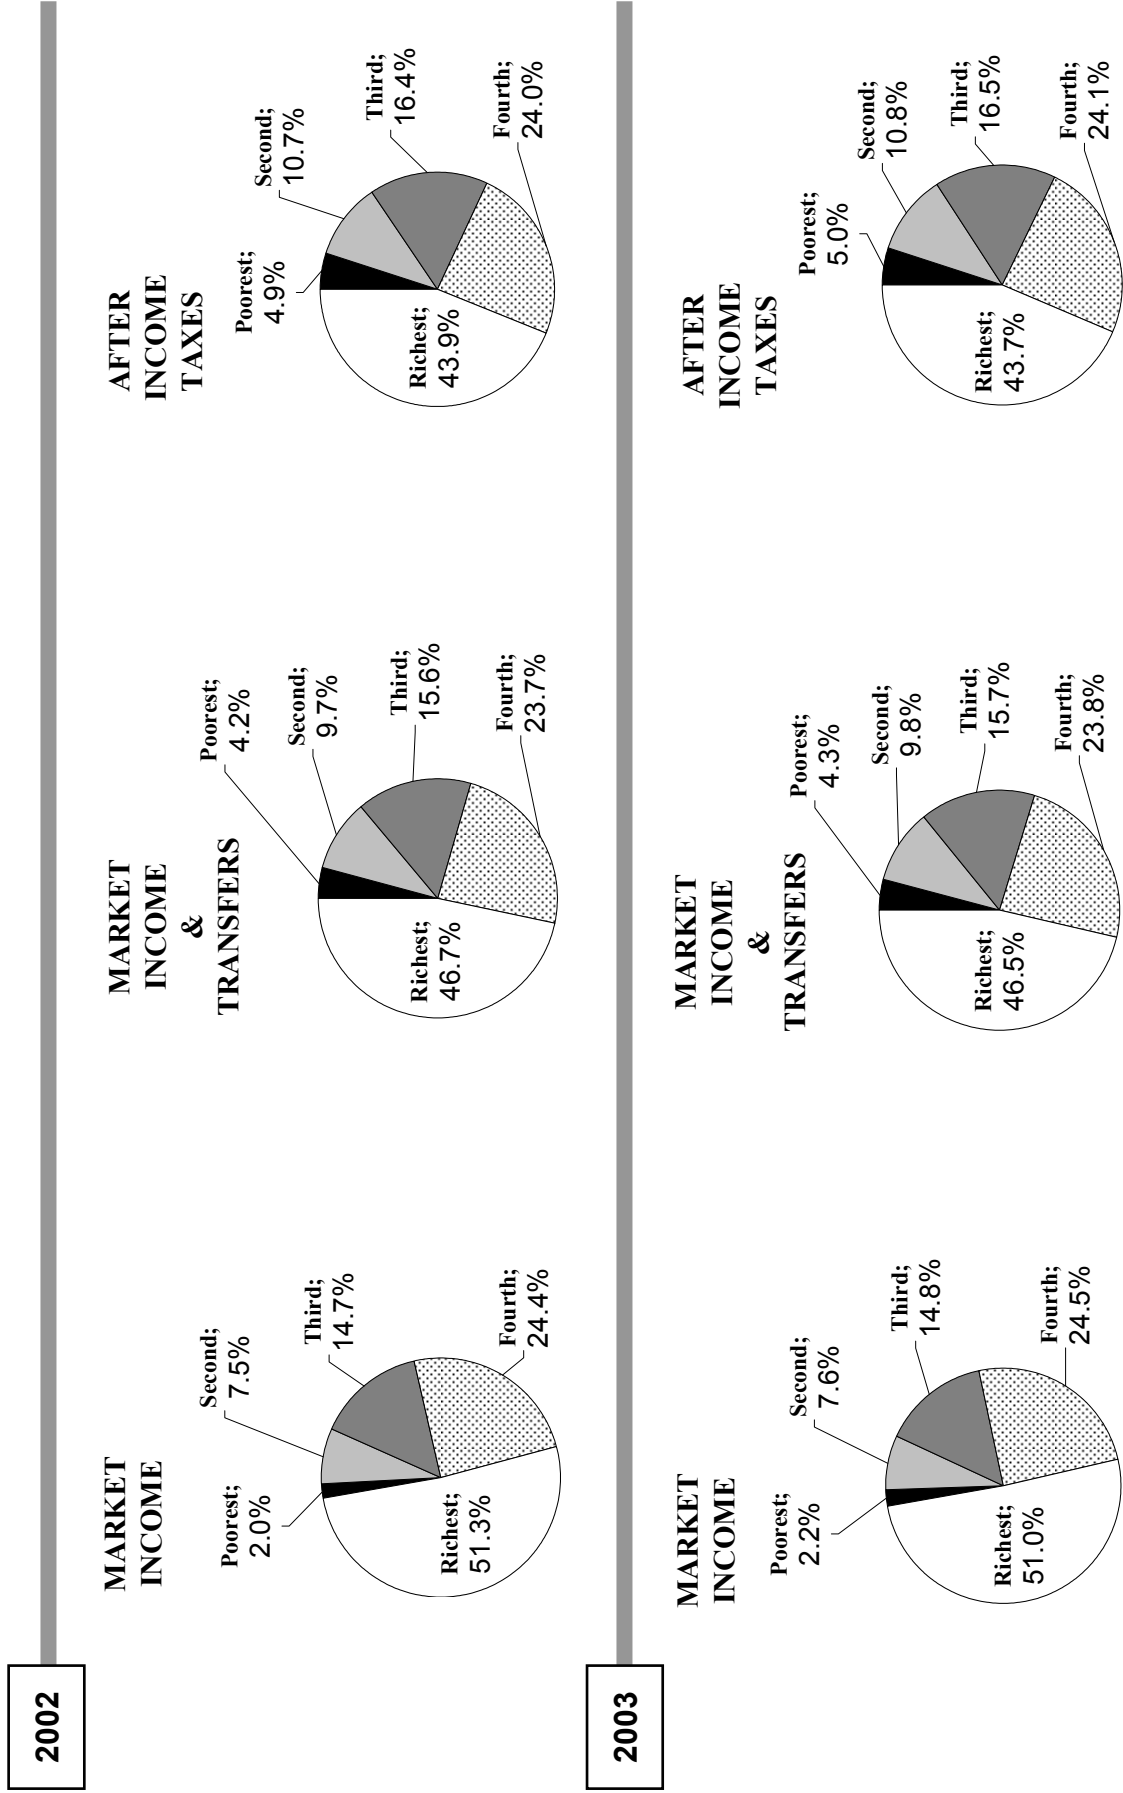 2002
MARKET
INCOME
Poorest;
2.0%
Second;
7.5%
Third;
14.7%
Fourth;
24.4%
Richest;
51.3%
MARKET
INCOME
&
TRANSFERS
Poorest;
4.2%
Second;
9.7%
Third;
15.6%
Fourth;
23.7%
Richest;
46.7%
AFTER
INCOME
TAXES
Poorest;
4.9%
Second;
10.7%
Third;
16.4%
Fourth;
24.0%
Richest;
43.9%
2003
MARKET
INCOME
Poorest;
2.2%
Second;
7.6%
Third;
14.8%
Fourth;
24.5%
Richest;
51.0%
MARKET
INCOME
&
TRANSFERS
Poorest;
4.3%
Second;
9.8%
Third;
15.7%
Fourth;
23.8%
Richest;
46.5%
AFTER
INCOME
TAXES
Poorest;
5.0%
Second;
10.8%
Third;
16.5%
Fourth;
24.1%
Richest;
43.7%